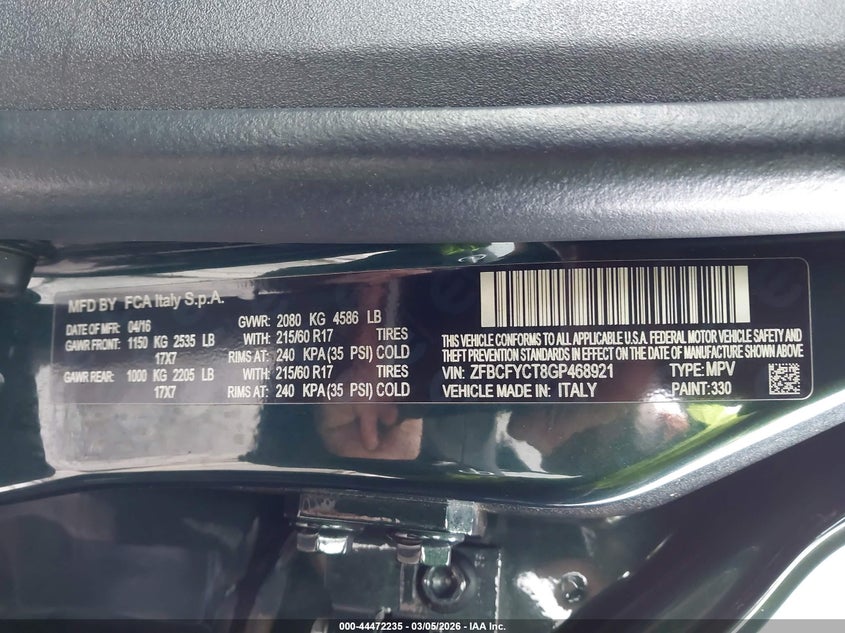 MFD BY FCA Italy S.p.A.
DATE OF MFR: 04/16 GVWR: 2080 KG 4586 LB
GAWR FRONT: 1150 KG 2535 LB WITH: 215/60 R17 TIRES
17X7 RIMS AT: 240 KPA(35 PSI) COLD
GAWR REAR: 1000 KG 2205 LB WITH: 215/60 R17 TIRES
17X7 RIMS AT: 240 KPA(35 PSI) COLD
THIS VEHICLE CONFORMS TO ALL APPLICABLE U.S.A. FEDERAL MOTOR VEHICLE SAFETY AND
THEFT PREVENTION STANDARDS IN EFFECT ON THE DATE OF MANUFACTURE SHOWN ABOVE
VIN: ZFBCFYCT8GP468921 TYPE: MPV
VEHICLE MADE IN: ITALY PAINT: 330
000-44472235 - 03/05/2026 - IAA Inc.